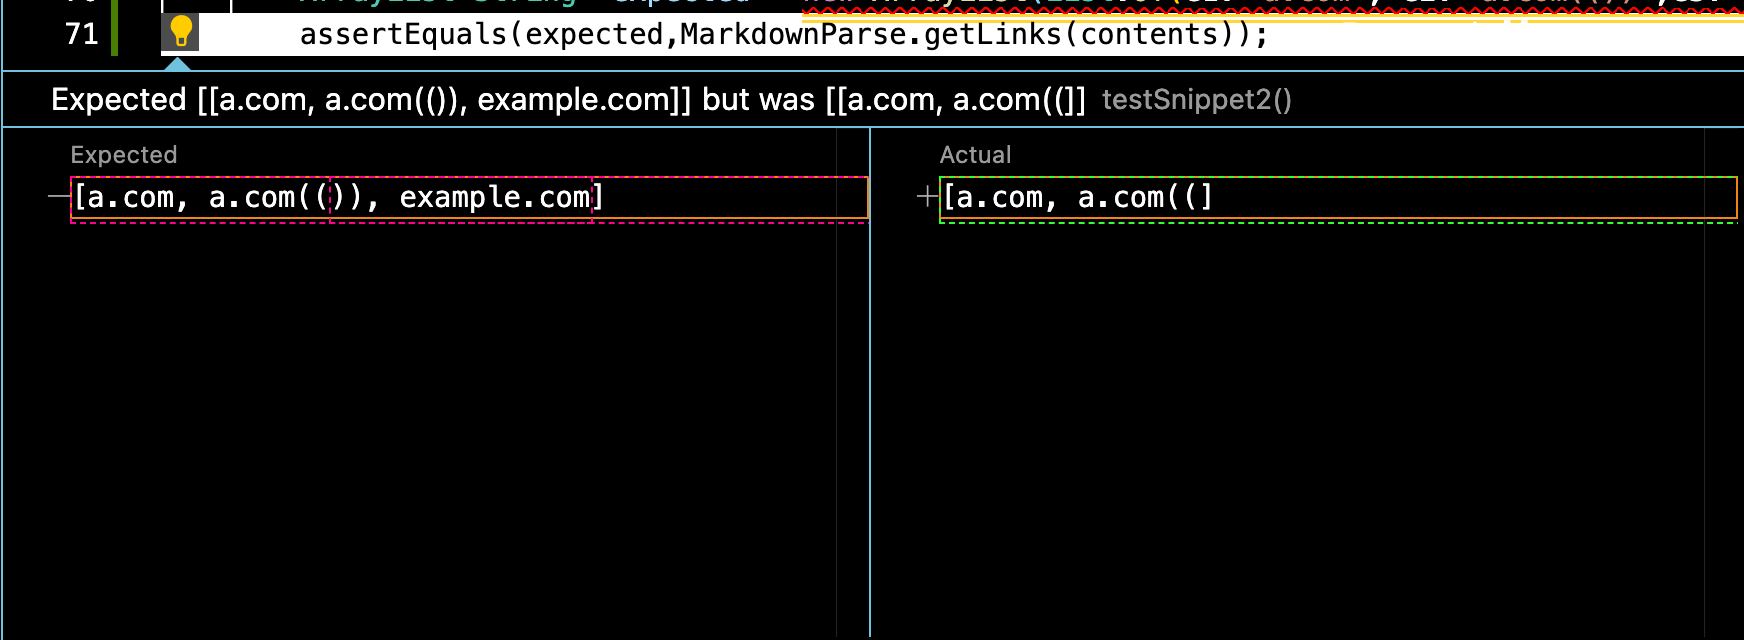 71 assertEquals(expected,MarkdownParse.getLinks(contents));
Expected [[a.com, a.com(()), example.com]] but was [[a.com, a.com((]] testSnippet2()
Expected Actual
[a.com, a.com(()), example.com] [a.com, a.com((]